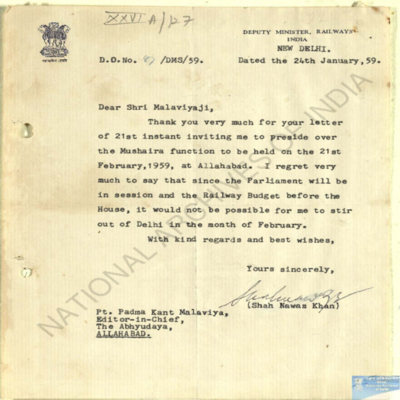 XXVI A/27
DEPUTY MINISTER, RAILWAYS
INDIA
NEW DELHI.
D.O.No. /DMS/59. Dated the 24th January, 59.
Dear Shri Malaviyaji,
Thank you very much for your letter
of 21st instant inviting me to preside over
the Mushaira function to be held on the 21st
February,1959, at Allahabad. I regret very
much to say that since the Parliament will be
in session and the Railway Budget before the
House, it would not be possible for me to stir
out of Delhi in the month of February.
With kind regards and best wishes,
Yours sincerely,
(Shah Nawas Khan)
Pt. Padma Kant Malaviya,
Editor-in-Chief,
The Abhyudaya,
ALLAHABAD.
NATIONAL ARCHIVES OF INDIA